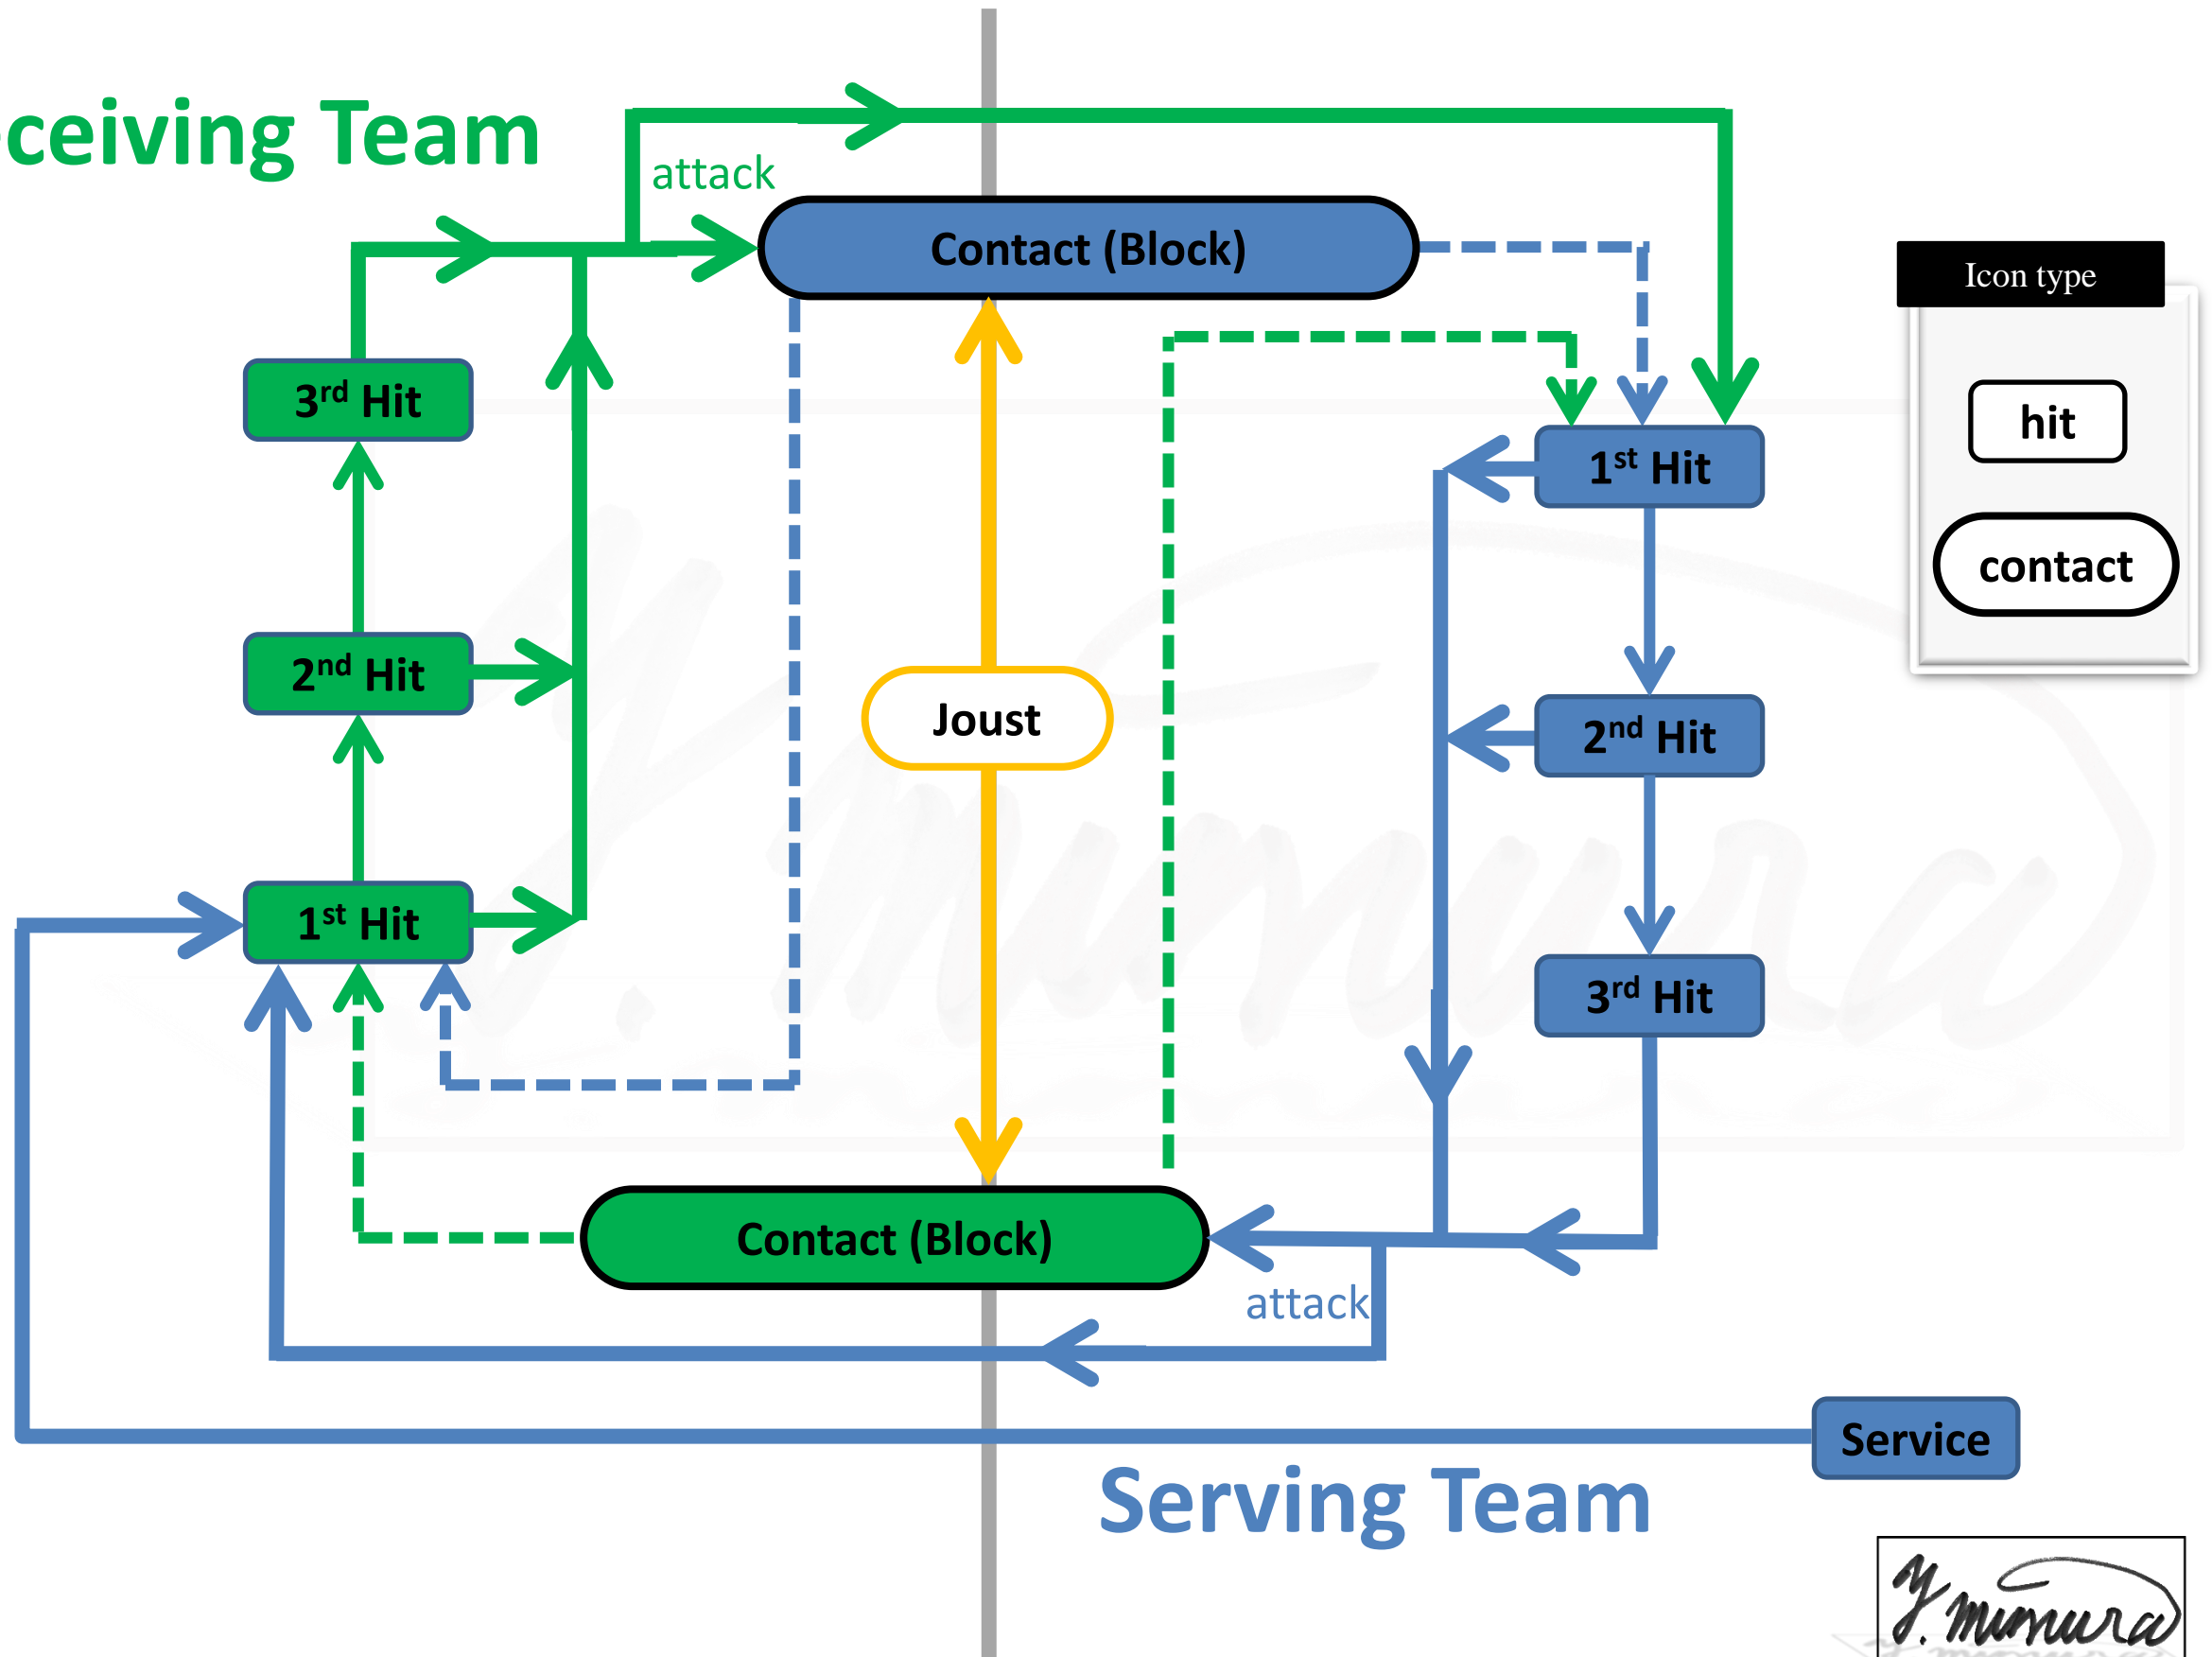 ceiving Team
attack
Contact (Block)
Icon type
hit
contact
3rd Hit
1st Hit
2nd Hit
Joust
2nd Hit
1st Hit
3rd Hit
Contact (Block)
attack
Service
Serving Team
Y. mimura